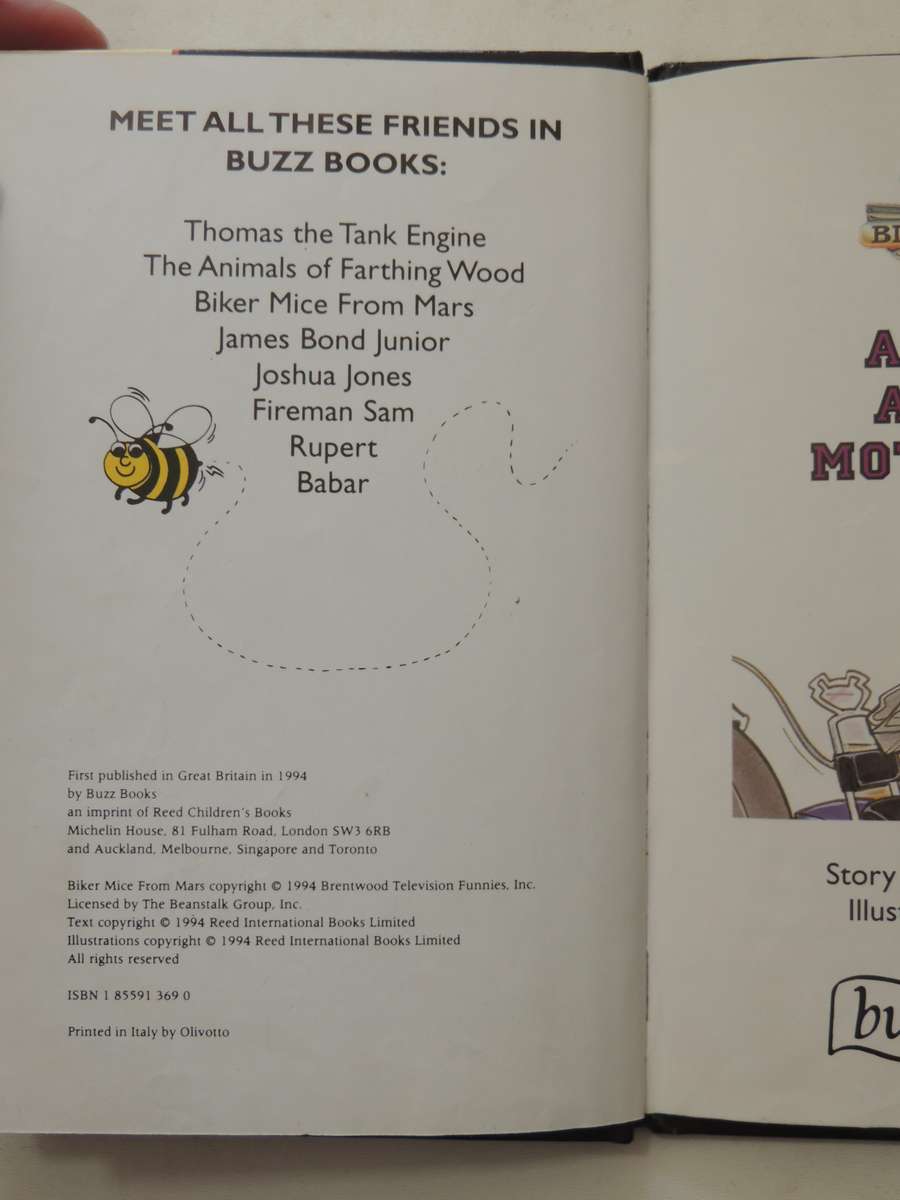 MEET ALL THESE FRIENDS IN
BUZZ BOOKS:
Thomas the Tank Engine
The Animals of Farthing Wood
Biker Mice From Mars
James Bond Junior
Joshua Jones
Fireman Sam
Rupert
Babar
First published in Great Britain in 1994
by Buzz Books
an imprint of Reed Children's Books
Michelin House, 81 Fulham Road, London SW3 6RB
and Auckland, Melbourne, Singapore and Toronto
Biker Mice From Mars copyright © 1994 Brentwood Television Funnies, Inc.
Licensed by The Beanstalk Group, Inc.
Text copyright © 1994 Reed International Books Limited
Illustrations copyright © 1994 Reed International Books Limited
All rights reserved
ISBN 1 85591 369 0
Printed in Italy by Olivotto
Story